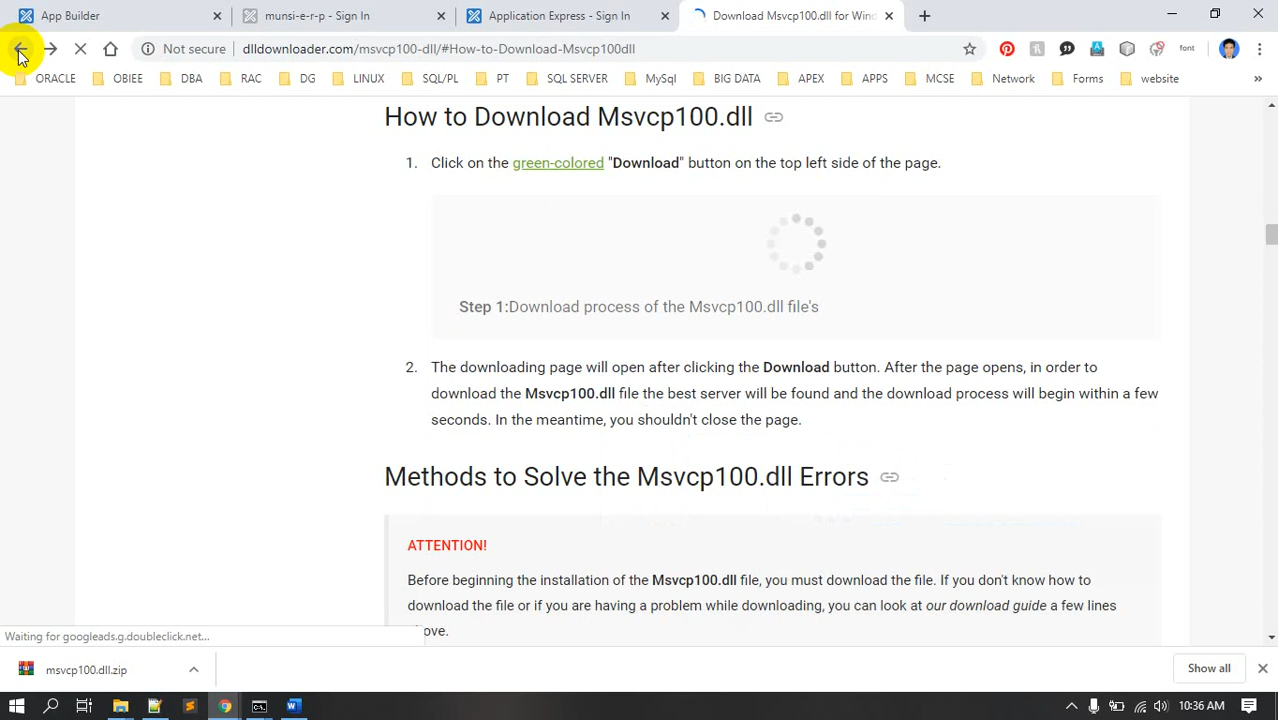 App Builder
munsi-e-r-p - Sign In
Application Express - Sign In
Download Msvcp100.dll for Wind
Not secure
dlldownloader.com/msvcp100-dll/#How-to-Download-Msvcp100dll
font
ORACLE
OBIEE
DBA
RAC
DG
LINUX
SQL/PL
PT
SQL SERVER
MySql
BIG DATA
APEX
APPS
MCSE
Network
Forms
website
How to Download Msvcp100.dll
1. Click on the green-colored "Download" button on the top left side of the page.
Step 1:Download process of the Msvcp100.dll file's
2. The downloading page will open after clicking the Download button. After the page opens, in order to
download the Msvcp100.dll file the best server will be found and the download process will begin within a few
seconds. In the meantime, you shouldn't close the page.
Methods to Solve the Msvcp100.dll Errors
ATTENTION!
Before beginning the installation of the Msvcp100.dll file, you must download the file. If you don't know how to
download the file or if you are having a problem while downloading, you can look at our download guide a few lines
ove.
Waiting for googleads.g.doubleclick.net...
msvcp100.dll.zip
Show all
10:36 AM